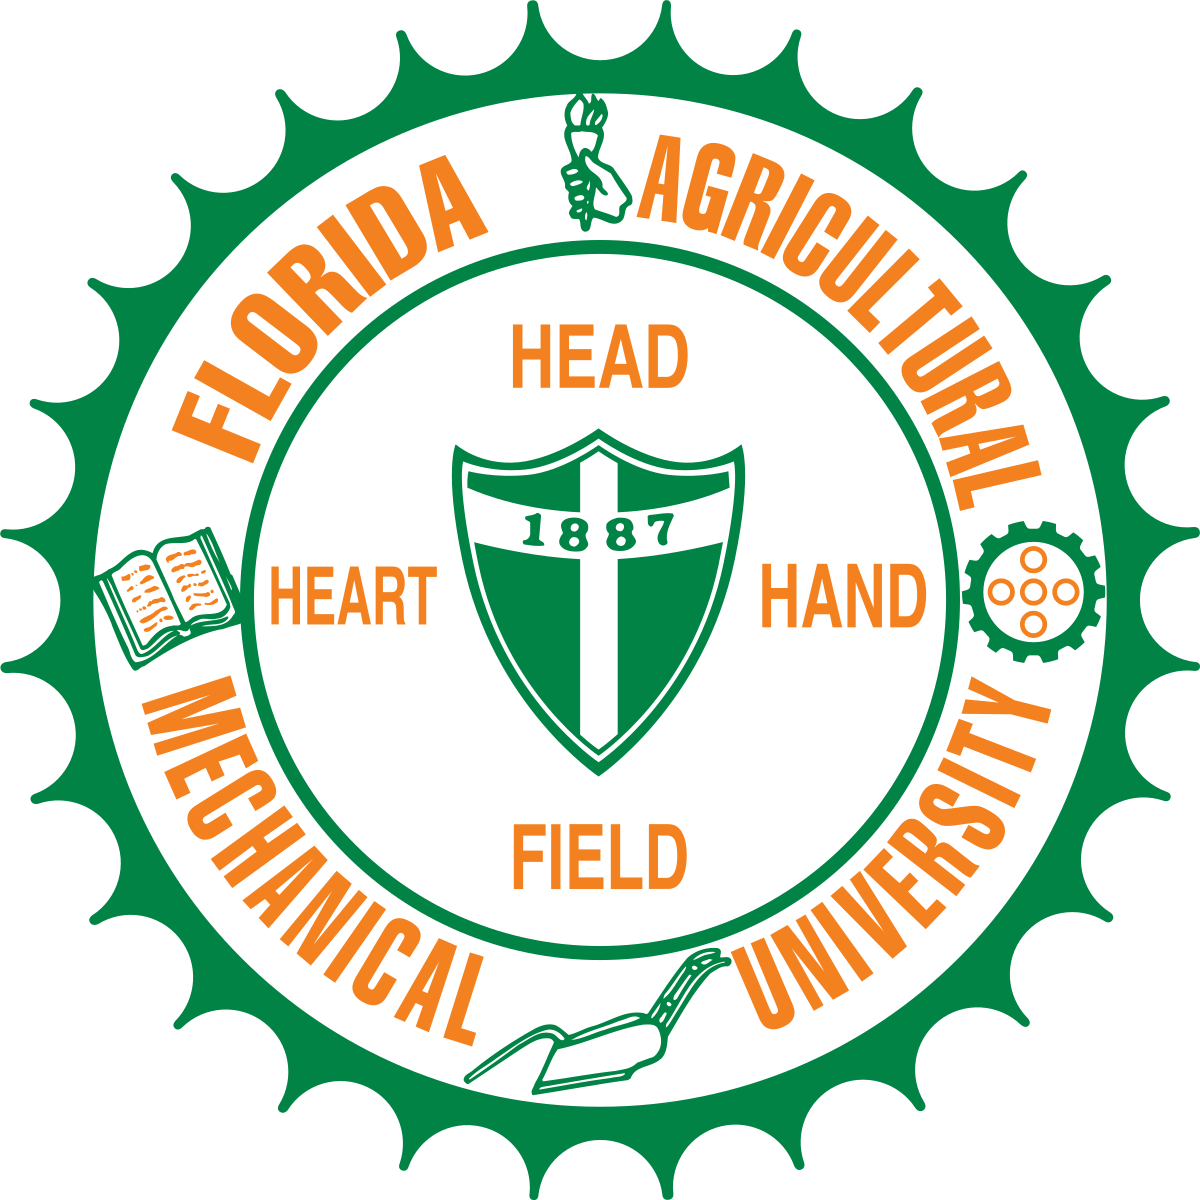 FLORIDA
AGRICULTURAL
MECHANICAL
UNIVERSITY
HEAD
1887
HEART
HAND
FIELD